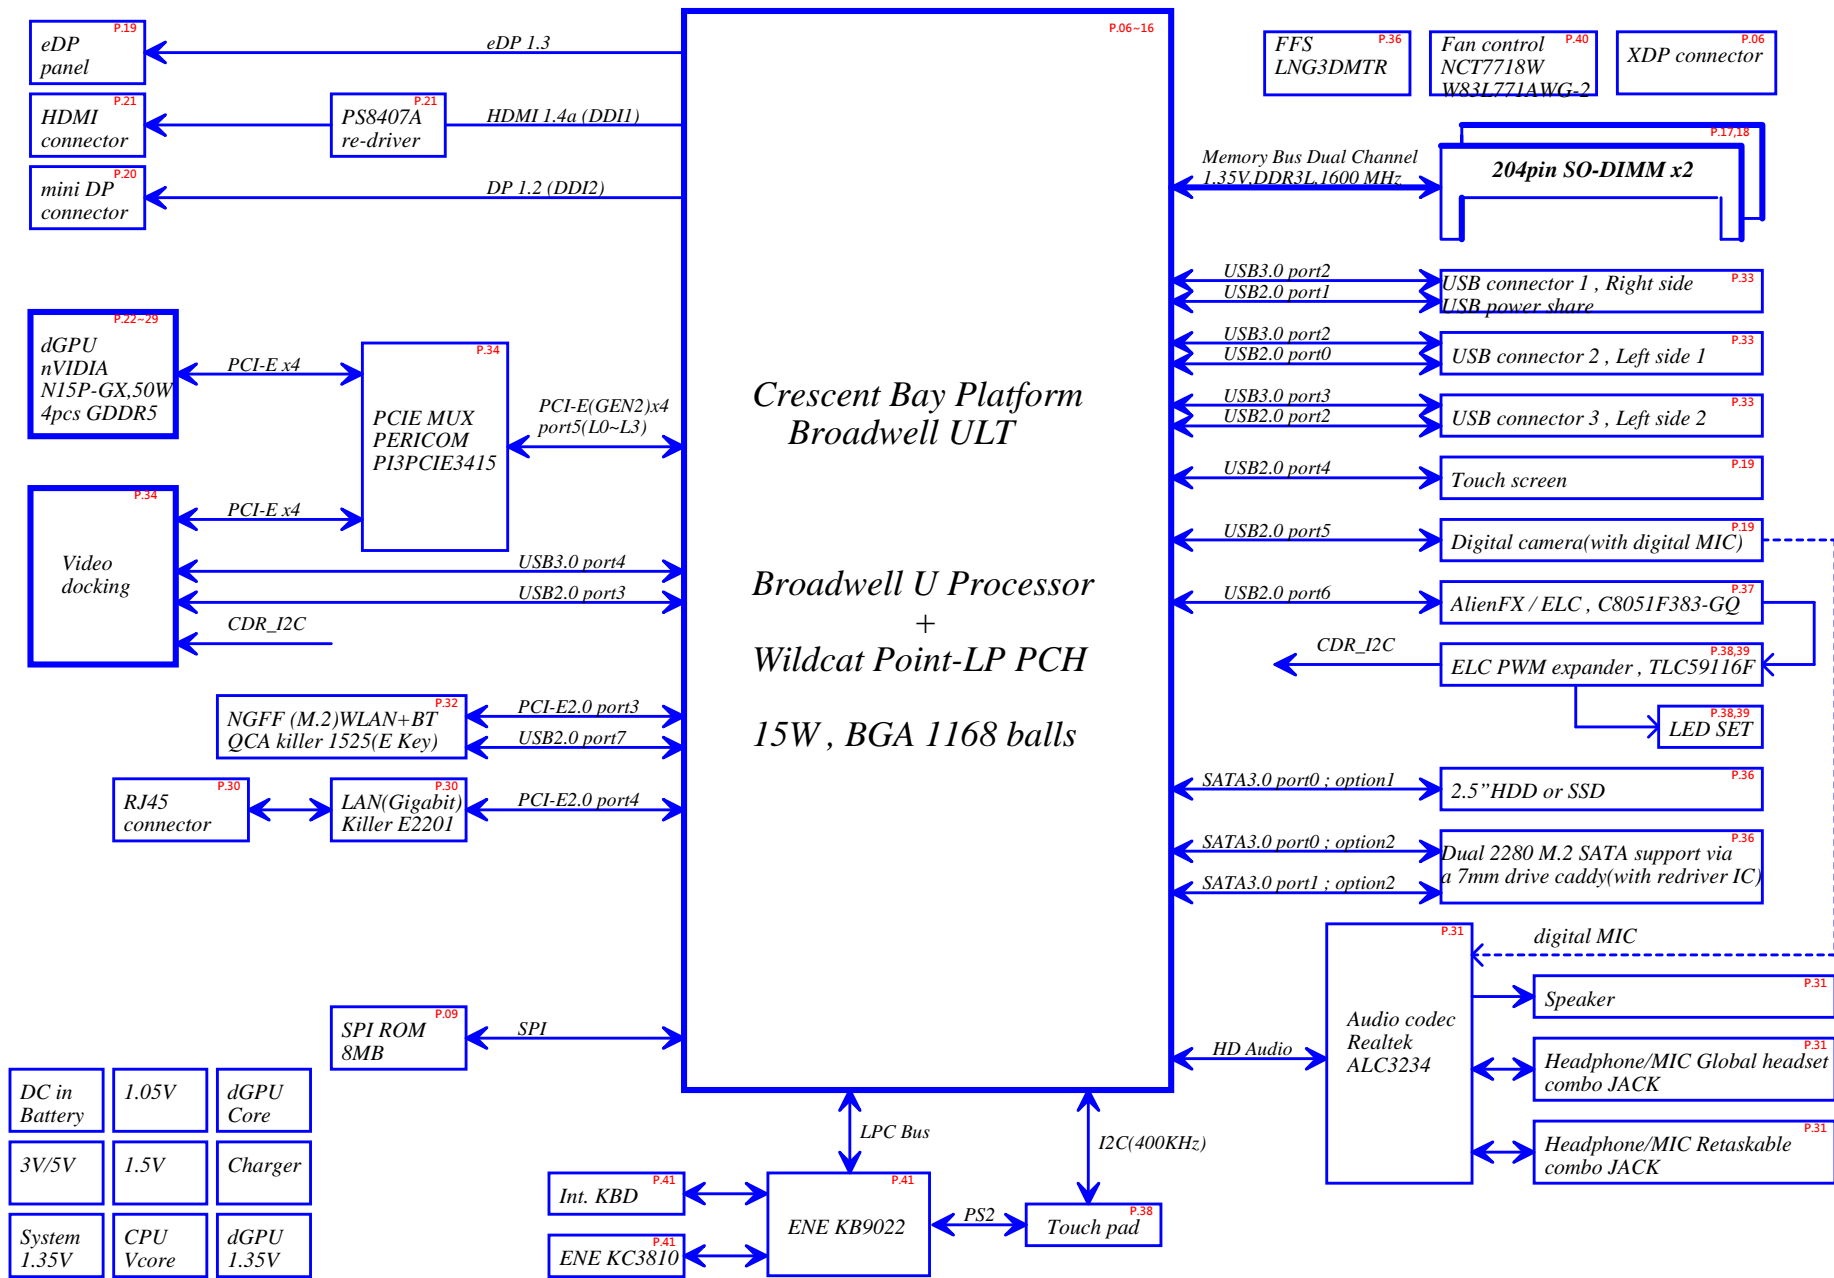 P.19
eDP
panel
eDP 1.3
P.21
HDMI
connector
P.21
PS8407A
re-driver
HDMI 1.4a (DDI1)
P.20
mini DP
connector
DP 1.2 (DDI2)
P.22~29
dGPU
nVIDIA
N15P-GX,50W
4pcs GDDR5
PCI-E x4
P.34
PCIE MUX
PERICOM
PI3PCIE3415
PCI-E(GEN2)x4
port5(L0~L3)
P.34
Video
docking
PCI-E x4
USB3.0 port4
USB2.0 port3
CDR_I2C
P.32
NGFF (M.2)WLAN+BT
QCA killer 1525(E Key)
PCI-E2.0 port3
USB2.0 port7
P.30
RJ45
connector
P.30
LAN(Gigabit)
Killer E2201
PCI-E2.0 port4
P.09
SPI ROM
8MB
SPI
DC in
Battery
1.05V
dGPU
Core
3V/5V
1.5V
Charger
System
1.35V
CPU
Vcore
dGPU
1.35V
P.06~16
Crescent Bay Platform
Broadwell ULT
Broadwell U Processor
+
Wildcat Point-LP PCH
15W , BGA 1168 balls
LPC Bus
I2C(400KHz)
P.41
Int. KBD
P.41
ENE KC3810
P.41
ENE KB9022
PS2
P.38
Touch pad
P.36
FFS
LNG3DMTR
P.40
Fan control
NCT7718W
W83L771AWG-2
P.06
XDP connector
Memory Bus Dual Channel
1.35V,DDR3L,1600 MHz
P.17,18
204pin SO-DIMM x2
USB3.0 port2
USB2.0 port1
P.33
USB connector 1 , Right side
USB power share
USB3.0 port2
USB2.0 port0
P.33
USB connector 2 , Left side 1
USB3.0 port3
USB2.0 port2
P.33
USB connector 3 , Left side 2
USB2.0 port4
P.19
Touch screen
USB2.0 port5
P.19
Digital camera(with digital MIC)
USB2.0 port6
P.37
AlienFX / ELC , C8051F383-GQ
CDR_I2C
P.38,39
ELC PWM expander , TLC59116F
P.38,39
LED SET
SATA3.0 port0 ; option1
P.36
2.5”HDD or SSD
SATA3.0 port0 ; option2
SATA3.0 port1 ; option2
P.36
Dual 2280 M.2 SATA support via
a 7mm drive caddy(with redriver IC)
HD Audio
P.31
Audio codec
Realtek
ALC3234
digital MIC
P.31
Speaker
P.31
Headphone/MIC Global headset
combo JACK
P.31
Headphone/MIC Retaskable
combo JACK